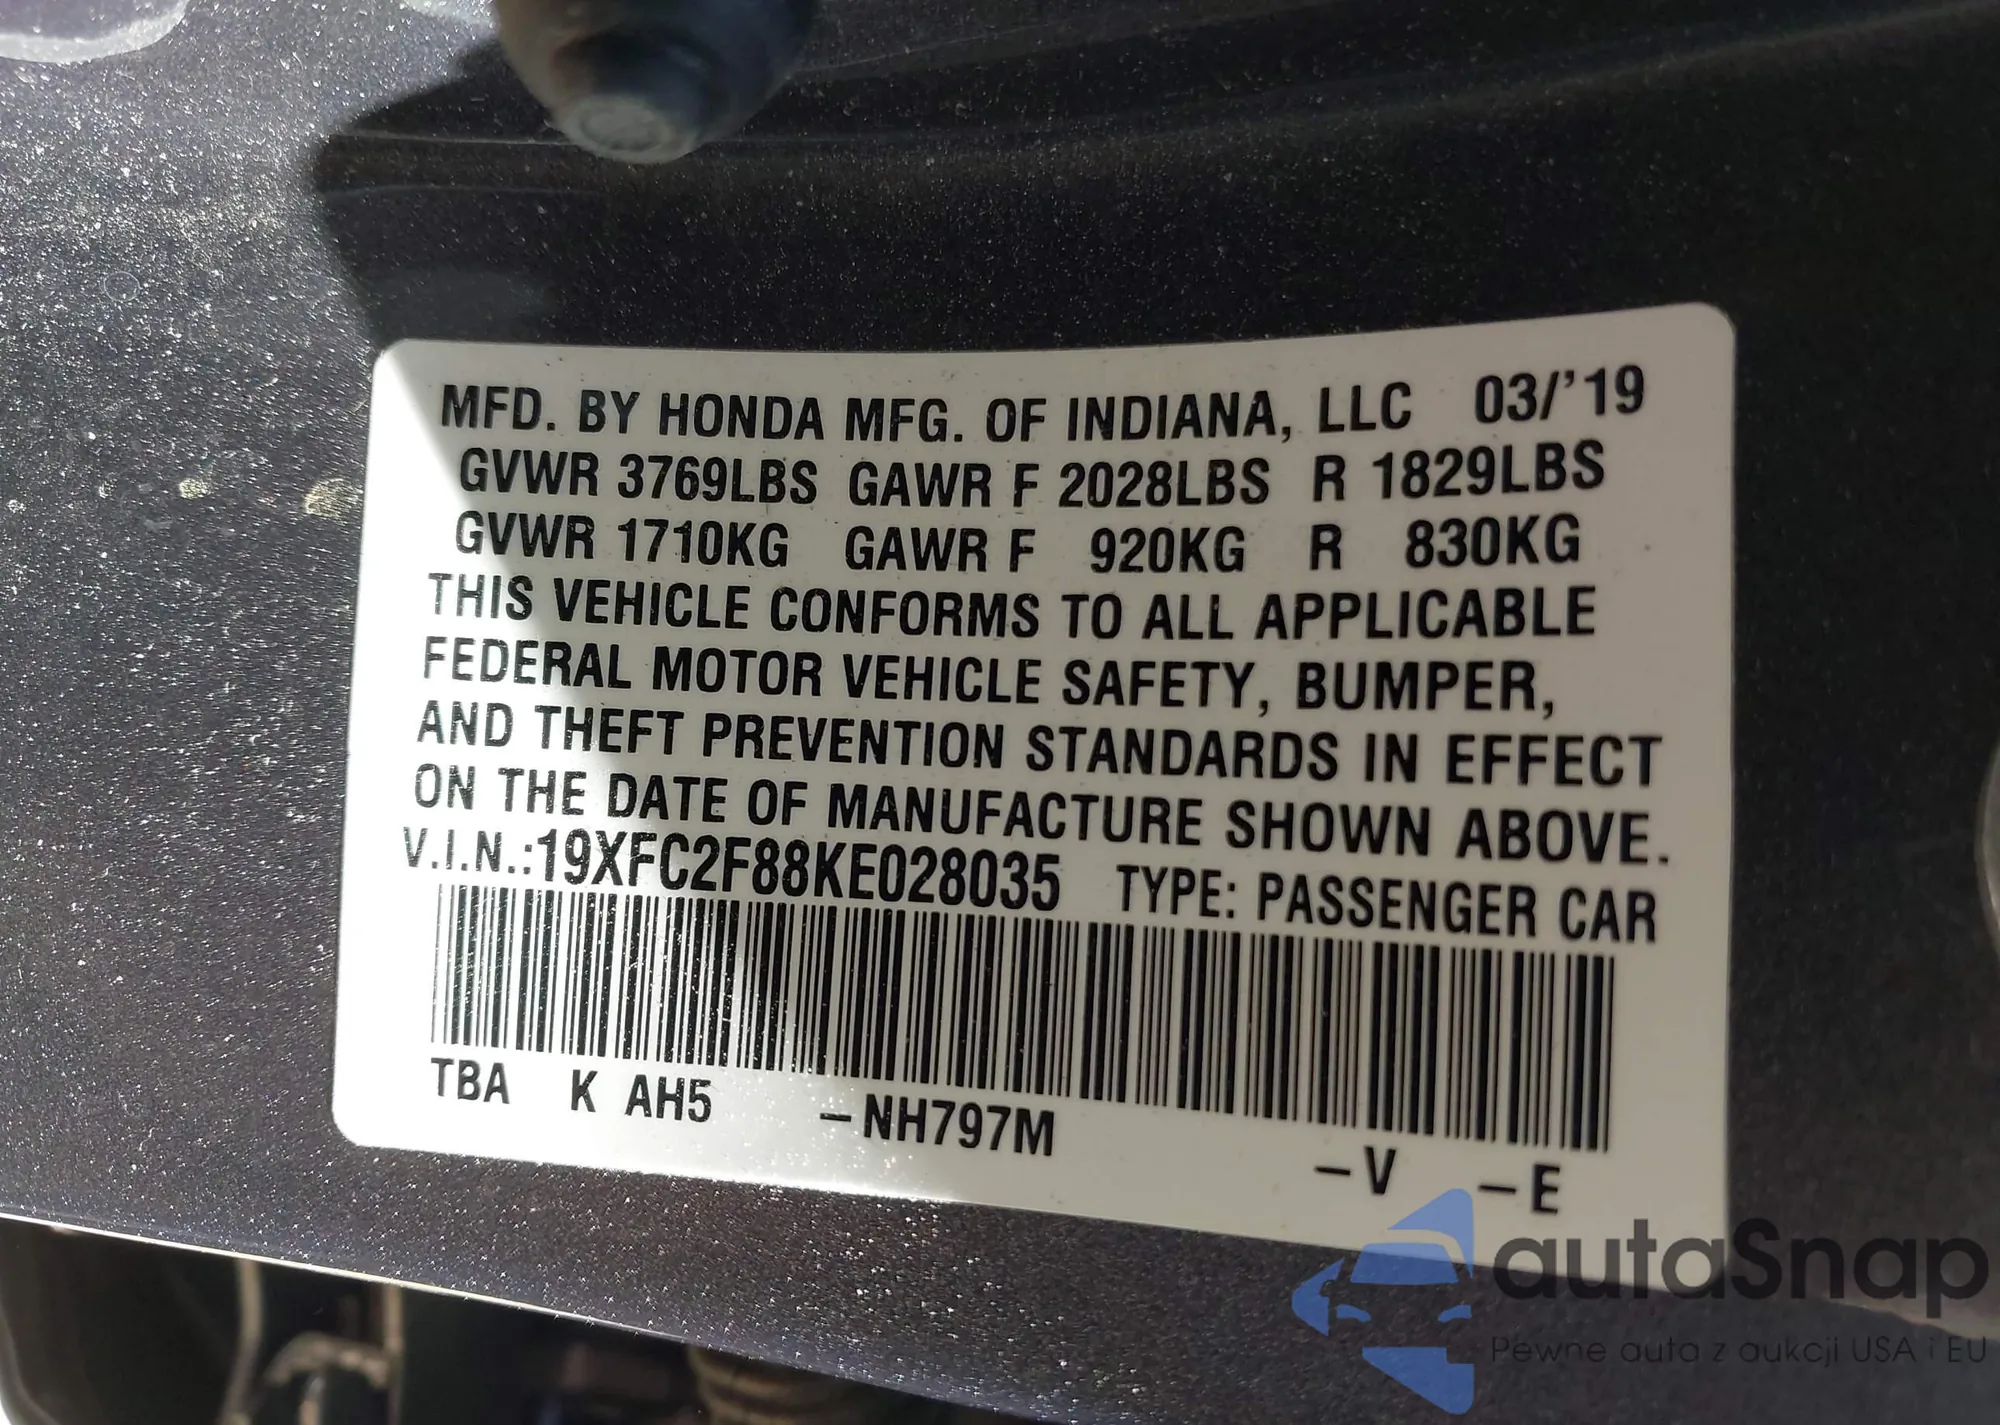 MFD. BY HONDA MFG. OF INDIANA, LLC 03/'19
GVWR 3769LBS GAWR F 2028LBS R 1829LBS
GVWR 1710KG GAWR F 920KG R 830KG
THIS VEHICLE CONFORMS TO ALL APPLICABLE
FEDERAL MOTOR VEHICLE SAFETY, BUMPER,
AND THEFT PREVENTION STANDARDS IN EFFECT
ON THE DATE OF MANUFACTURE SHOWN ABOVE.
V.I.N.:19XFC2F88KE028035 TYPE: PASSENGER CAR
TBA K AH5 –NH797M –V –E
autaSnap
Pewne auta z aukcji USA i EU